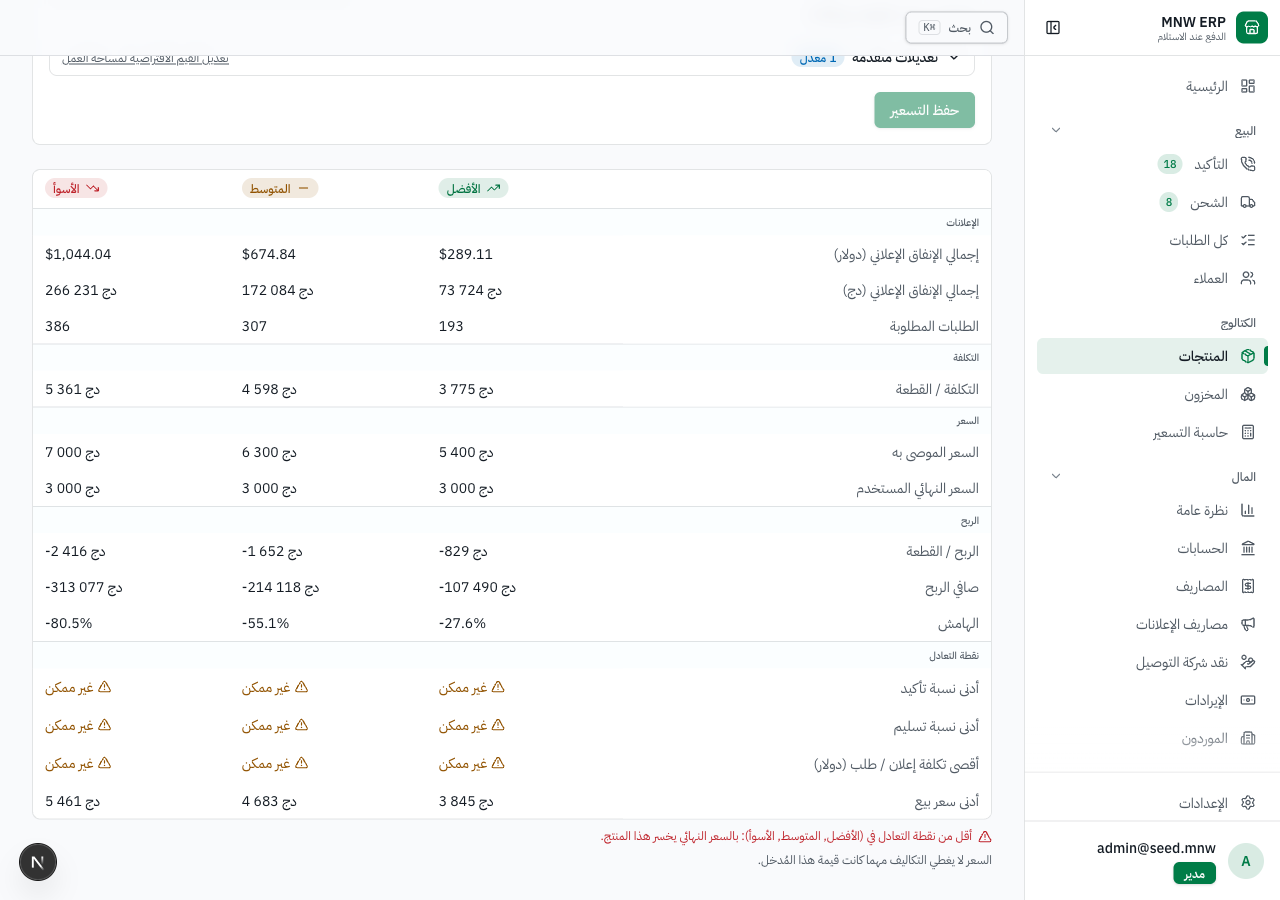 MNW ERP
الدفع عند الاستلام
الرئيسية
البيع
التأكيد 18
الشحن 8
كل الطلبات
العملاء
الكتالوج
المنتجات
المخزون
حاسبة التسعير
المال
نظرة عامة
الحسابات
المصاريف
مصاريف الإعلانات
نقد شركة التوصيل
الإيرادات
الموردون
الإعدادات
admin@seed.mnw
A
مدير
بحث ⌘K
تعديلات متقدمة 1 معدل تعديل القيم الافتراضية لمساحة العمل
حفظ التسعير
الأفضل المتوسط الأسوأ
الإعلانات
إجمالي الإنفاق الإعلاني (دولار) $289.11 $674.84 $1,044.04
إجمالي الإنفاق الإعلاني (دج) 73 724 دج 172 084 دج 266 231 دج
الطلبات المطلوبة 193 307 386
التكلفة
التكلفة / القطعة 3 775 دج 4 598 دج 5 361 دج
السعر
السعر الموصى به 5 400 دج 6 300 دج 7 000 دج
السعر النهائي المستخدم 3 000 دج 3 000 دج 3 000 دج
الربح
الربح / القطعة -829 دج -1 652 دج -2 416 دج
صافي الربح -107 490 دج -214 118 دج -313 077 دج
الهامش -27.6% -55.1% -80.5%
نقطة التعادل
أدنى نسبة تأكيد غير ممكن غير ممكن غير ممكن
أدنى نسبة تسليم غير ممكن غير ممكن غير ممكن
أقصى تكلفة إعلان / طلب (دولار) غير ممكن غير ممكن غير ممكن
أدنى سعر بيع 3 845 دج 4 683 دج 5 461 دج
أقل من نقطة التعادل في (الأفضل, المتوسط, الأسوأ): بالسعر النهائي يخسر هذا المنتج.
السعر لا يغطي التكاليف مهما كانت قيمة هذا المُدخل.
N